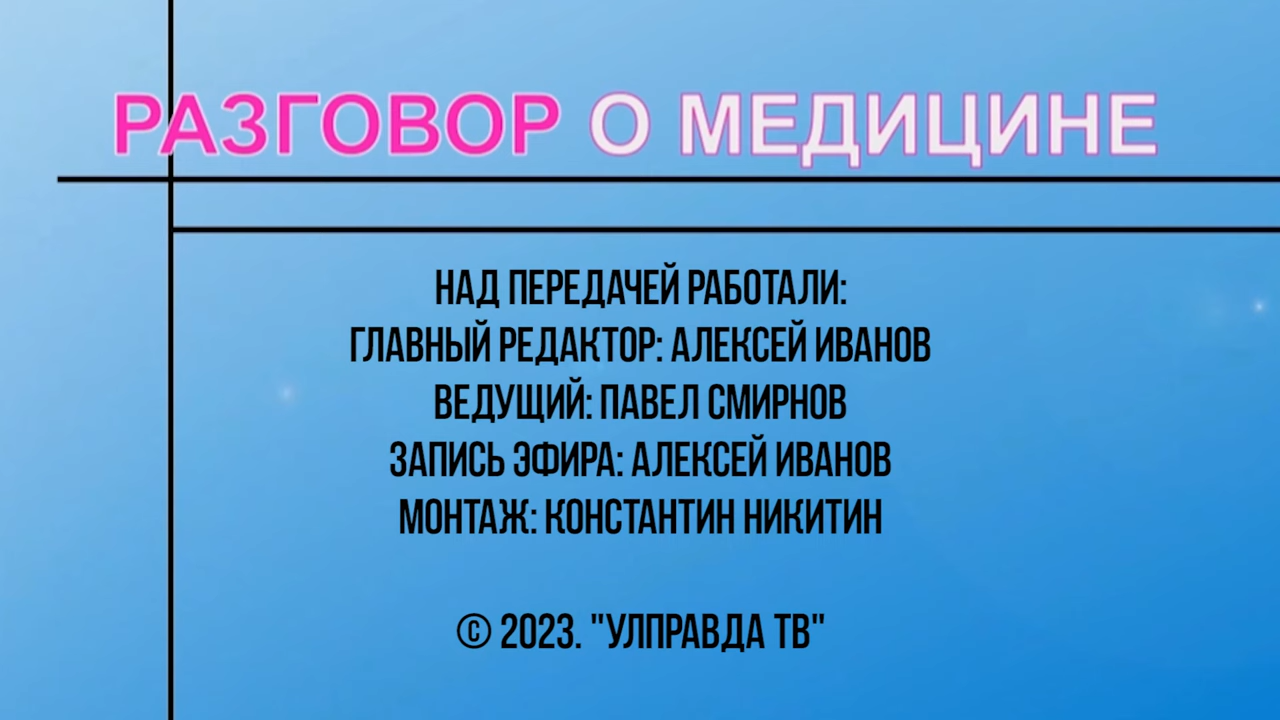 РАЗГОВОР О МЕДИЦИНЕ
НАД ПЕРЕДАЧЕЙ РАБОТАЛИ:
ГЛАВНЫЙ РЕДАКТОР: АЛЕКСЕЙ ИВАНОВ
ВЕДУЩИЙ: ПАВЕЛ СМИРНОВ
ЗАПИСЬ ЭФИРА: АЛЕКСЕЙ ИВАНОВ
МОНТАЖ: КОНСТАНТИН НИКИТИН
© 2023. "УЛПРАВДА ТВ"